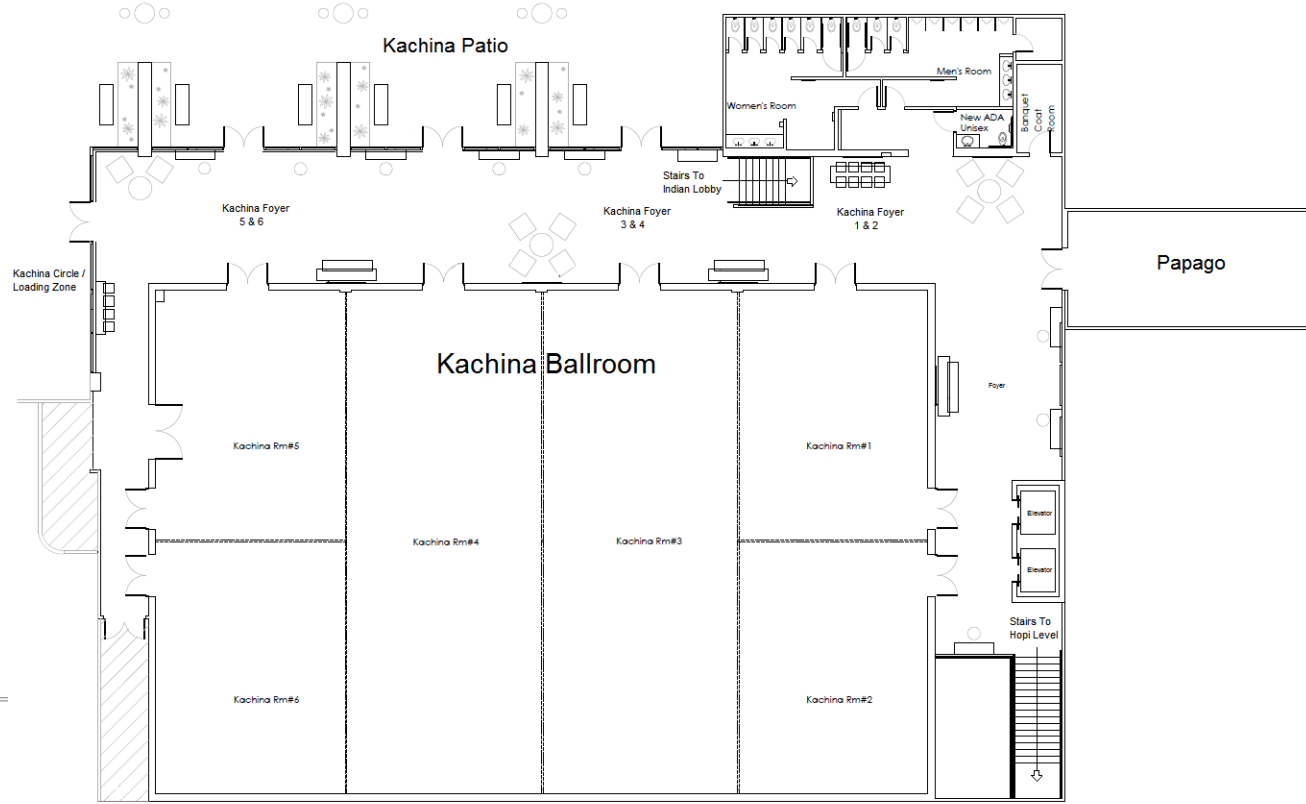 Kachina Patio
Men's Room
Women's Room
Banquet
Coat
Room
New ADA
Unisex
Stairs To
Indian Lobby
Kachina Foyer
5 & 6
Kachina Foyer
3 & 4
Kachina Foyer
1 & 2
Kachina Circle /
Loading Zone
Papago
Kachina Ballroom
Foyer
Kachina Rm#5
Kachina Rm#1
Elevator
Kachina Rm#4
Kachina Rm#3
Elevator
Stairs To
Hopi Level
Kachina Rm#6
Kachina Rm#2